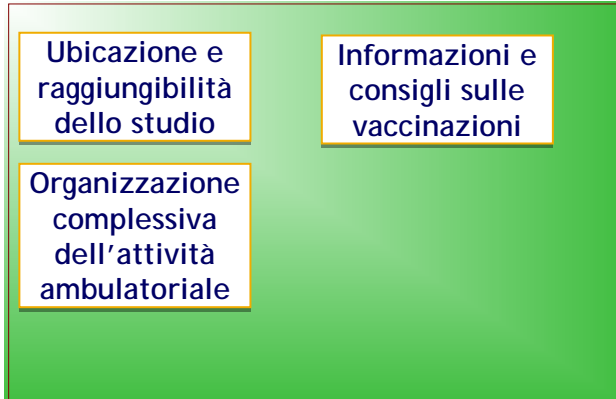 Ubicazione e
raggiungibilità
dello studio
Organizzazione
complessiva
dell'attività
ambulatoriale
Informazioni e
consigli sulle
vaccinazioni